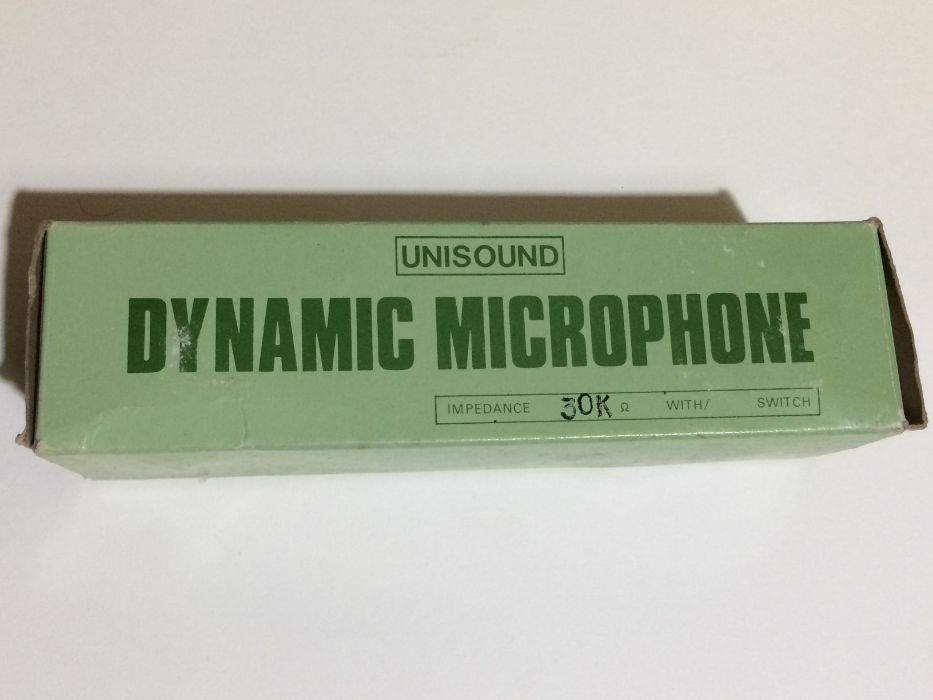 UNISOUND
DYNAMIC MICROPHONE
IMPEDANCE 30K Ω WITH/ SWITCH